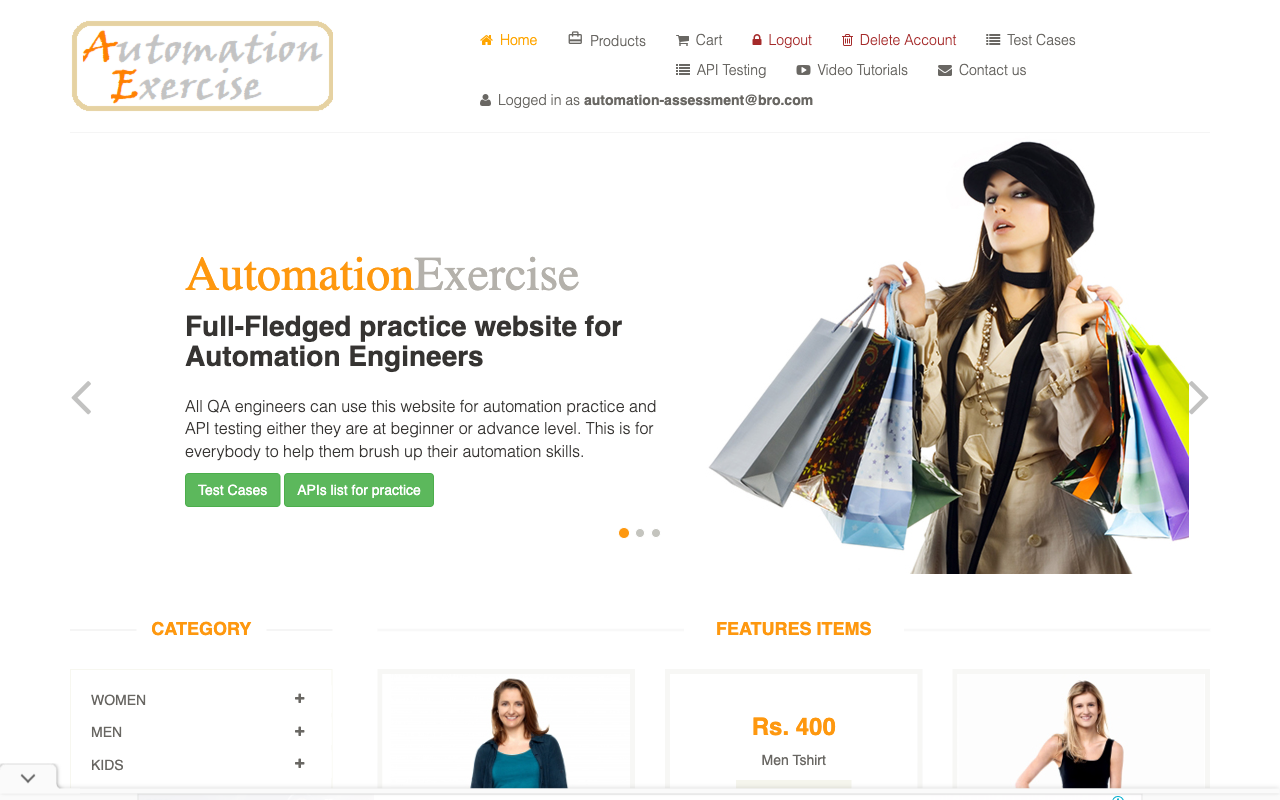 Automation
Exercise
Home Products Cart Logout Delete Account Test Cases
API Testing Video Tutorials Contact us
Logged in as automation-assessment@bro.com
AutomationExercise
Full-Fledged practice website for
Automation Engineers
All QA engineers can use this website for automation practice and
API testing either they are at beginner or advance level. This is for
everybody to help them brush up their automation skills.
Test Cases APIs list for practice
CATEGORY
FEATURES ITEMS
WOMEN
MEN
KIDS
Rs. 400
Men Tshirt